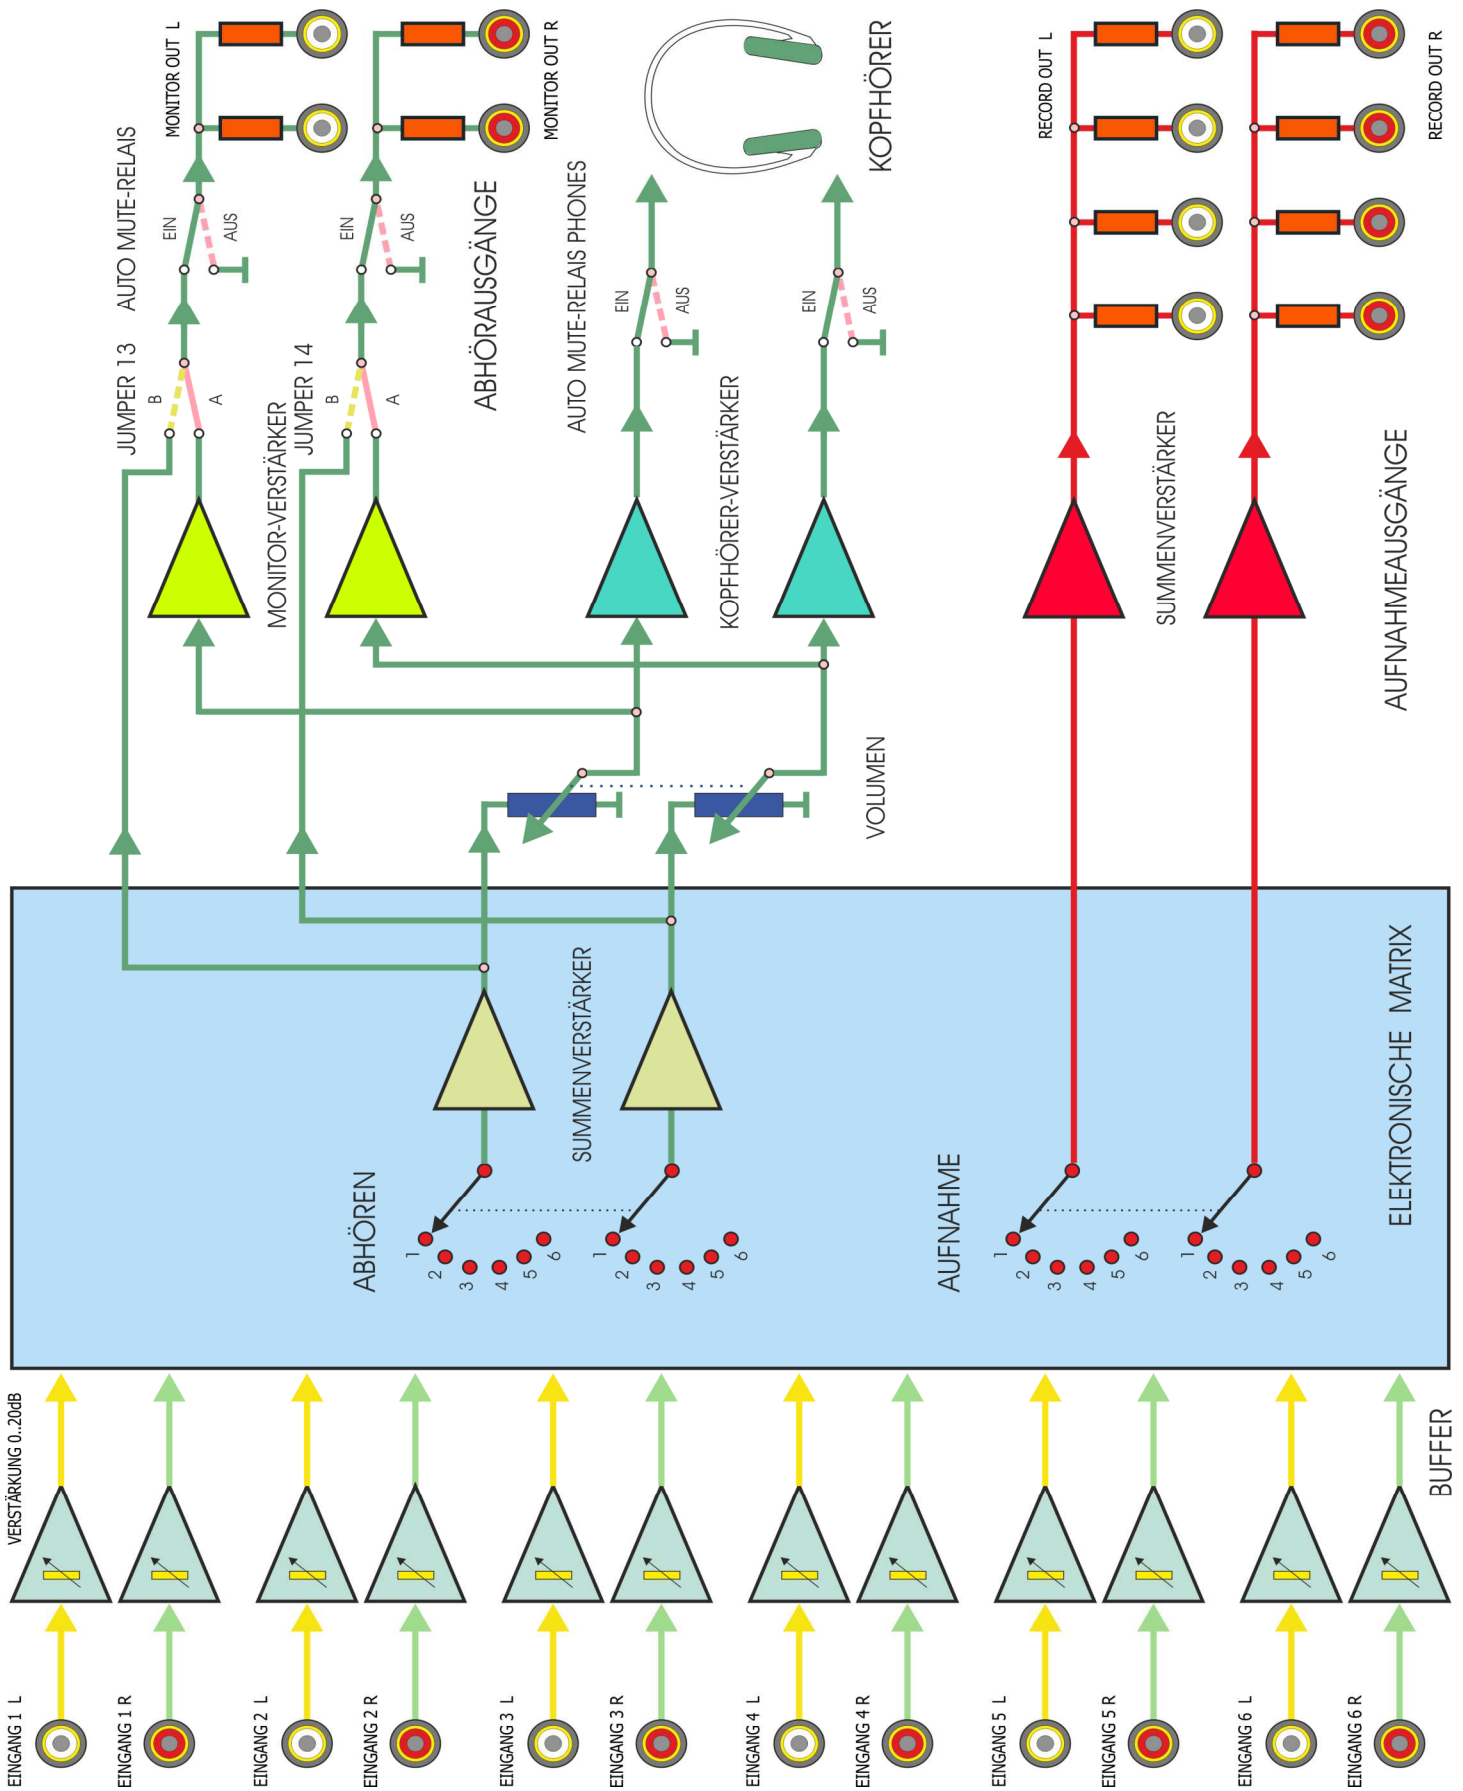 EINGANG 1 L
EINGANG 1 R
EINGANG 2 L
EINGANG 2 R
EINGANG 3 L
EINGANG 3 R
EINGANG 4 L
EINGANG 4 R
EINGANG 5 L
EINGANG 5 R
EINGANG 6 L
EINGANG 6 R
VERSTÄRKUNG 0..20dB
BUFFER
ABHÖREN
1
2
3
4
5
6
1
2
3
4
5
6
SUMMENVERSTÄRKER
AUFNAHME
1
2
3
4
5
6
1
2
3
4
5
6
ELEKTRONISCHE MATRIX
VOLUMEN
MONITOR-VERSTÄRKER
KOPFHÖRER-VERSTÄRKER
SUMMENVERSTÄRKER
JUMPER 13
B
A
JUMPER 14
B
A
AUTO MUTE-RELAIS
EIN
AUS
EIN
AUS
ABHÖRAUSGÄNGE
AUTO MUTE-RELAIS PHONES
EIN
AUS
EIN
AUS
AUFNAHMEAUSGÄNGE
MONITOR OUT L
MONITOR OUT R
KOPFHÖRER
RECORD OUT L
RECORD OUT R